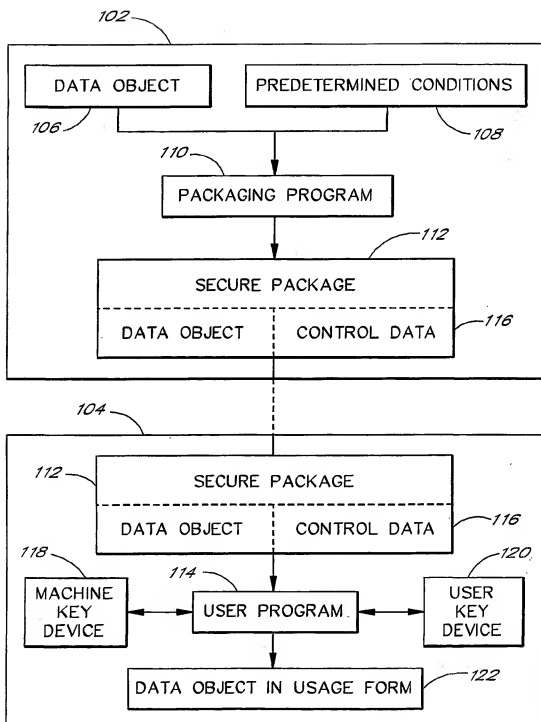 102
DATA OBJECT
PREDETERMINED CONDITIONS
106
108
110
PACKAGING PROGRAM
112
SECURE PACKAGE
DATA OBJECT
CONTROL DATA
116
104
112
SECURE PACKAGE
DATA OBJECT
CONTROL DATA
116
118
114
120
MACHINE
KEY
DEVICE
USER PROGRAM
USER
KEY
DEVICE
DATA OBJECT IN USAGE FORM
122